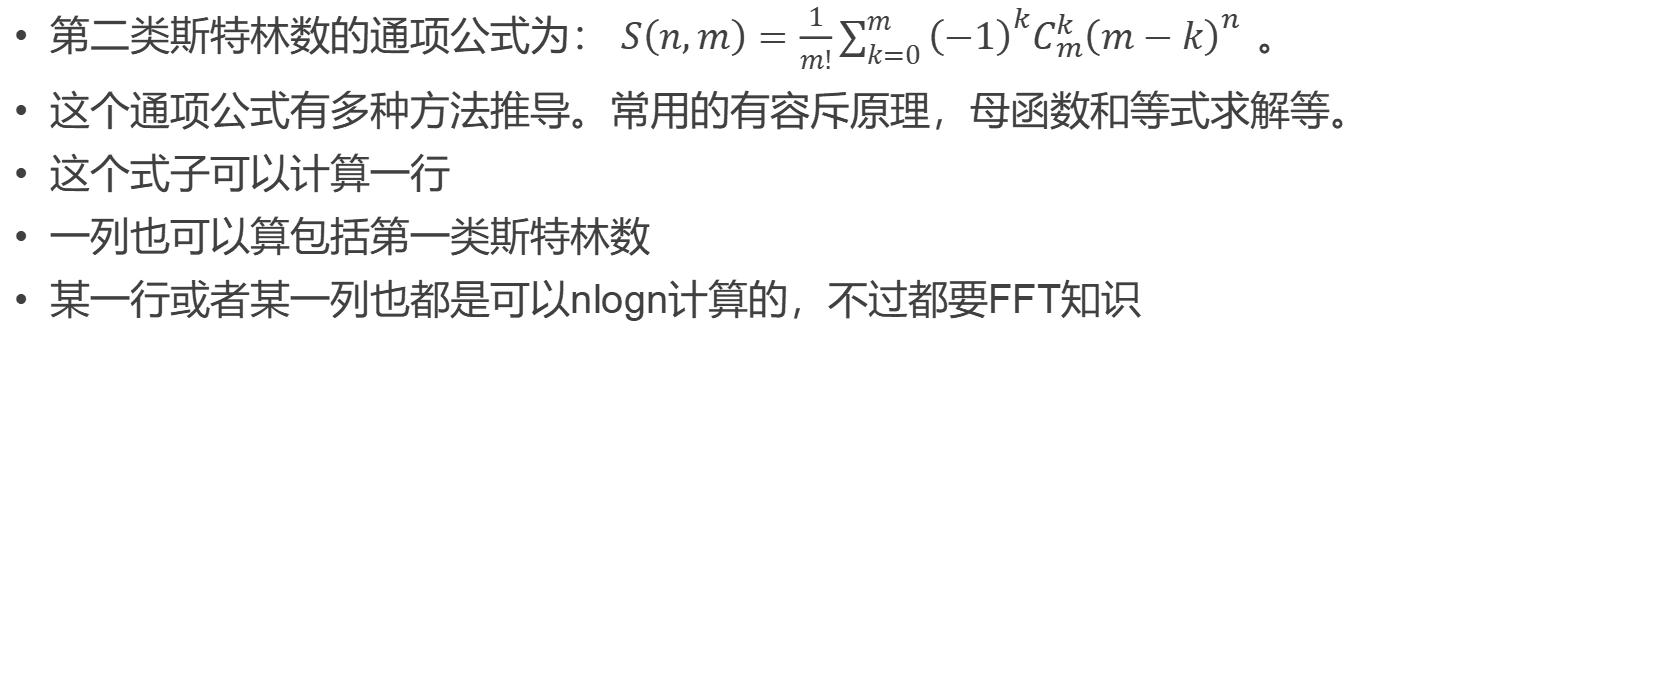 • 第二类斯特林数的通项公式为： $S(n,m)=\frac{1}{m!}\sum_{k=0}^{m}(-1)^{k}C_{m}^{k}(m-k)^{n}$ 。
• 这个通项公式有多种方法推导。常用的有容斥原理，母函数和等式求解等。
• 这个式子可以计算一行
• 一列也可以算包括第一类斯特林数
• 某一行或者某一列也都是可以nlogn计算的，不过都要FFT知识